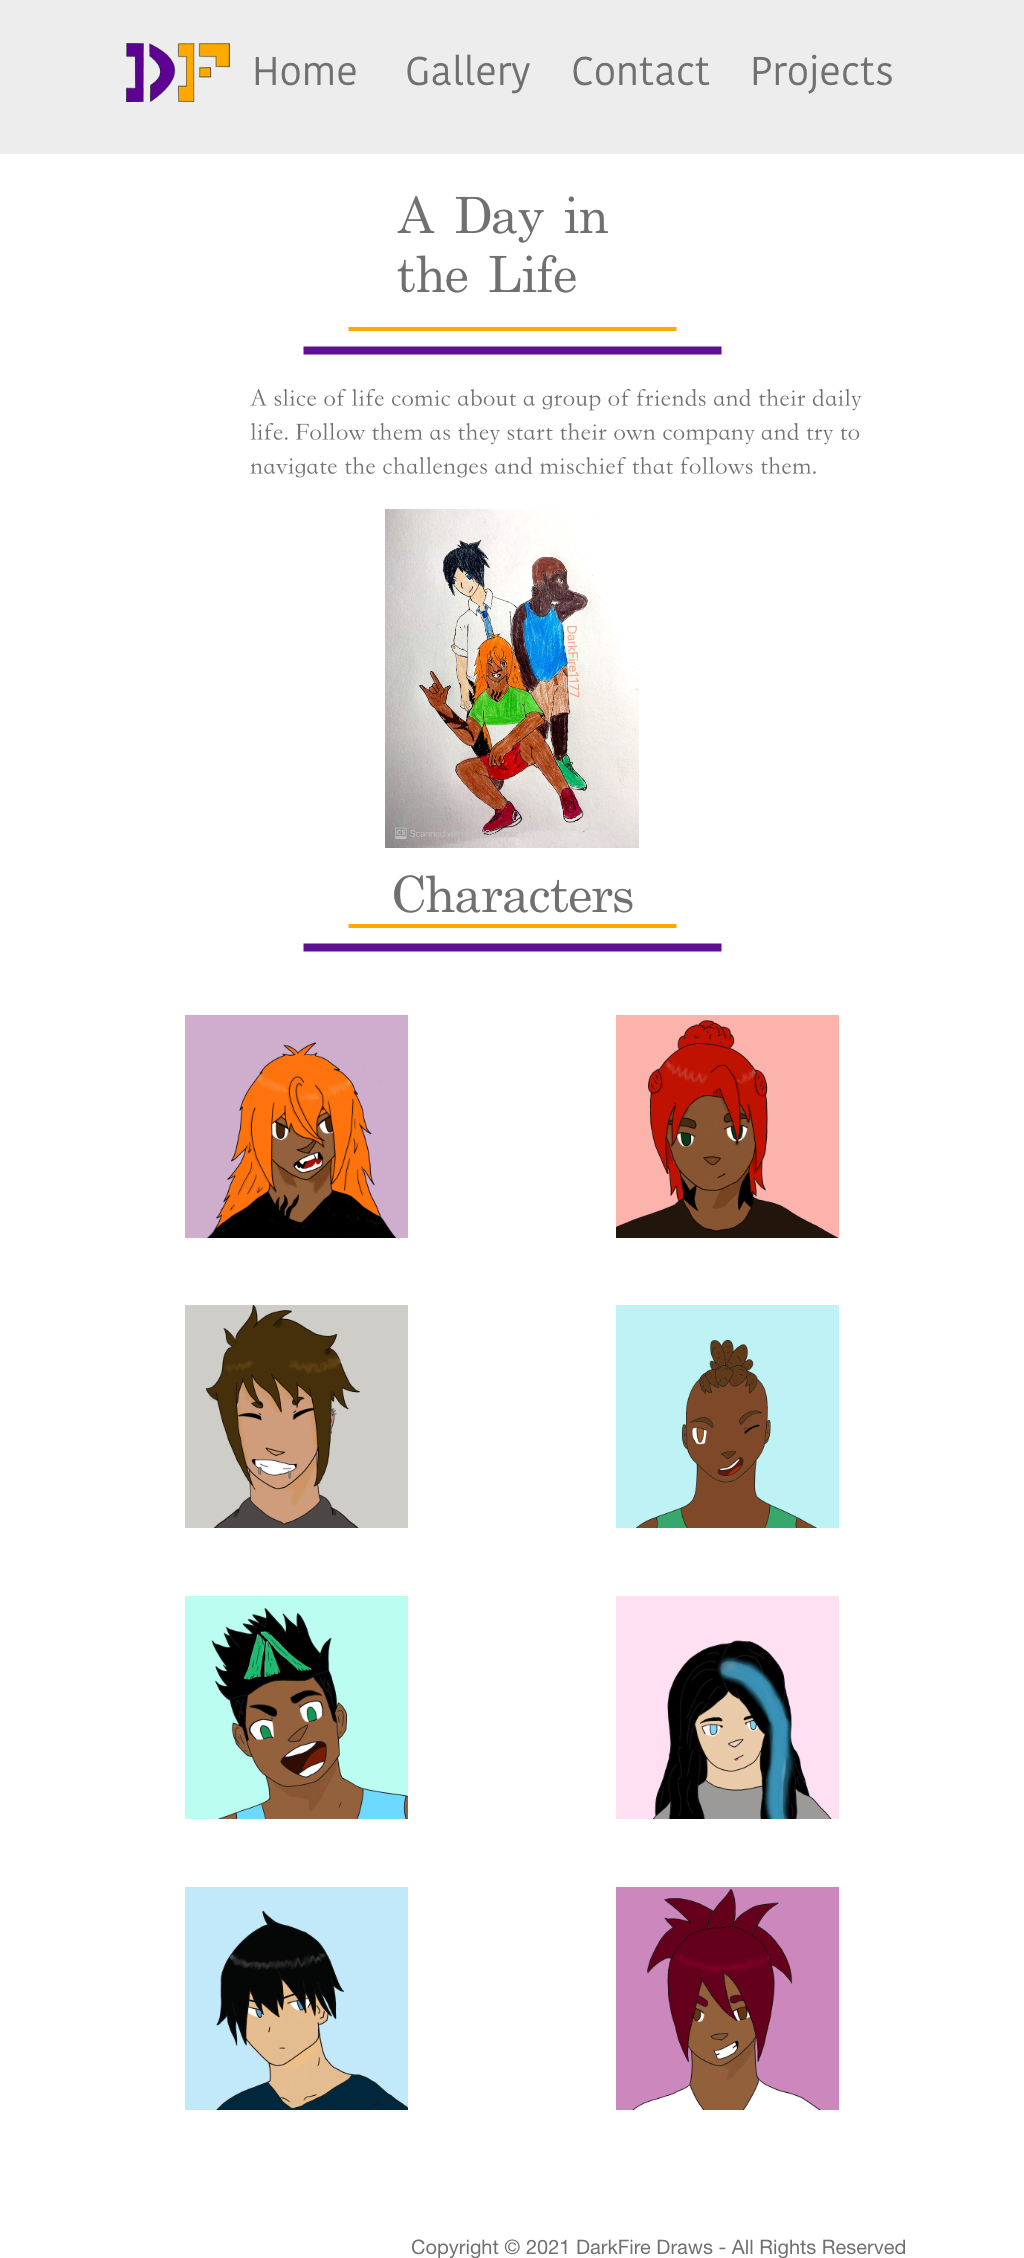 DF
Home Gallery Contact Projects
A Day in
the Life
A slice of life comic about a group of friends and their daily
life. Follow them as they start their own company and try to
navigate the challenges and mischief that follows them.
DarkFire1177
CS Scanned with
Characters
Copyright © 2021 DarkFire Draws - All Rights Reserved